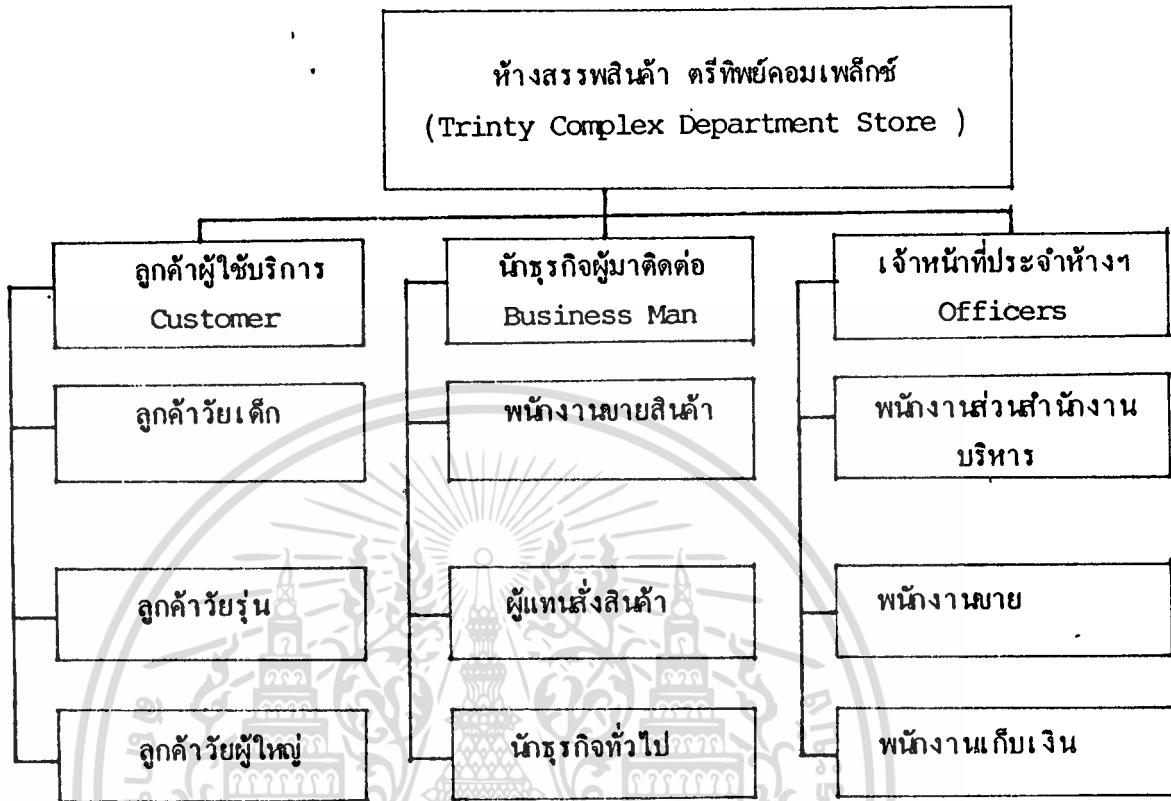 ห้างสรรพสินค้า ตรีทิพย์คอมเพล็กซ์
(Trinty Complex Department Store )
ลูกค้าผู้ใช้บริการ
Customer
ลูกค้าวัยเด็ก
ลูกค้าวัยรุ่น
ลูกค้าวัยผู้ใหญ่
นักธุรกิจผู้มาติดต่อ
Business Man
พนักงานขายสินค้า
ผู้แทนสั่งสินค้า
นักธุรกิจทั่วไป
เจ้าหน้าที่ประจำห้างฯ
Officers
พนักงานส่วนสำนักงาน
บริหาร
พนักงานขาย
พนักงานเก็บเงิน